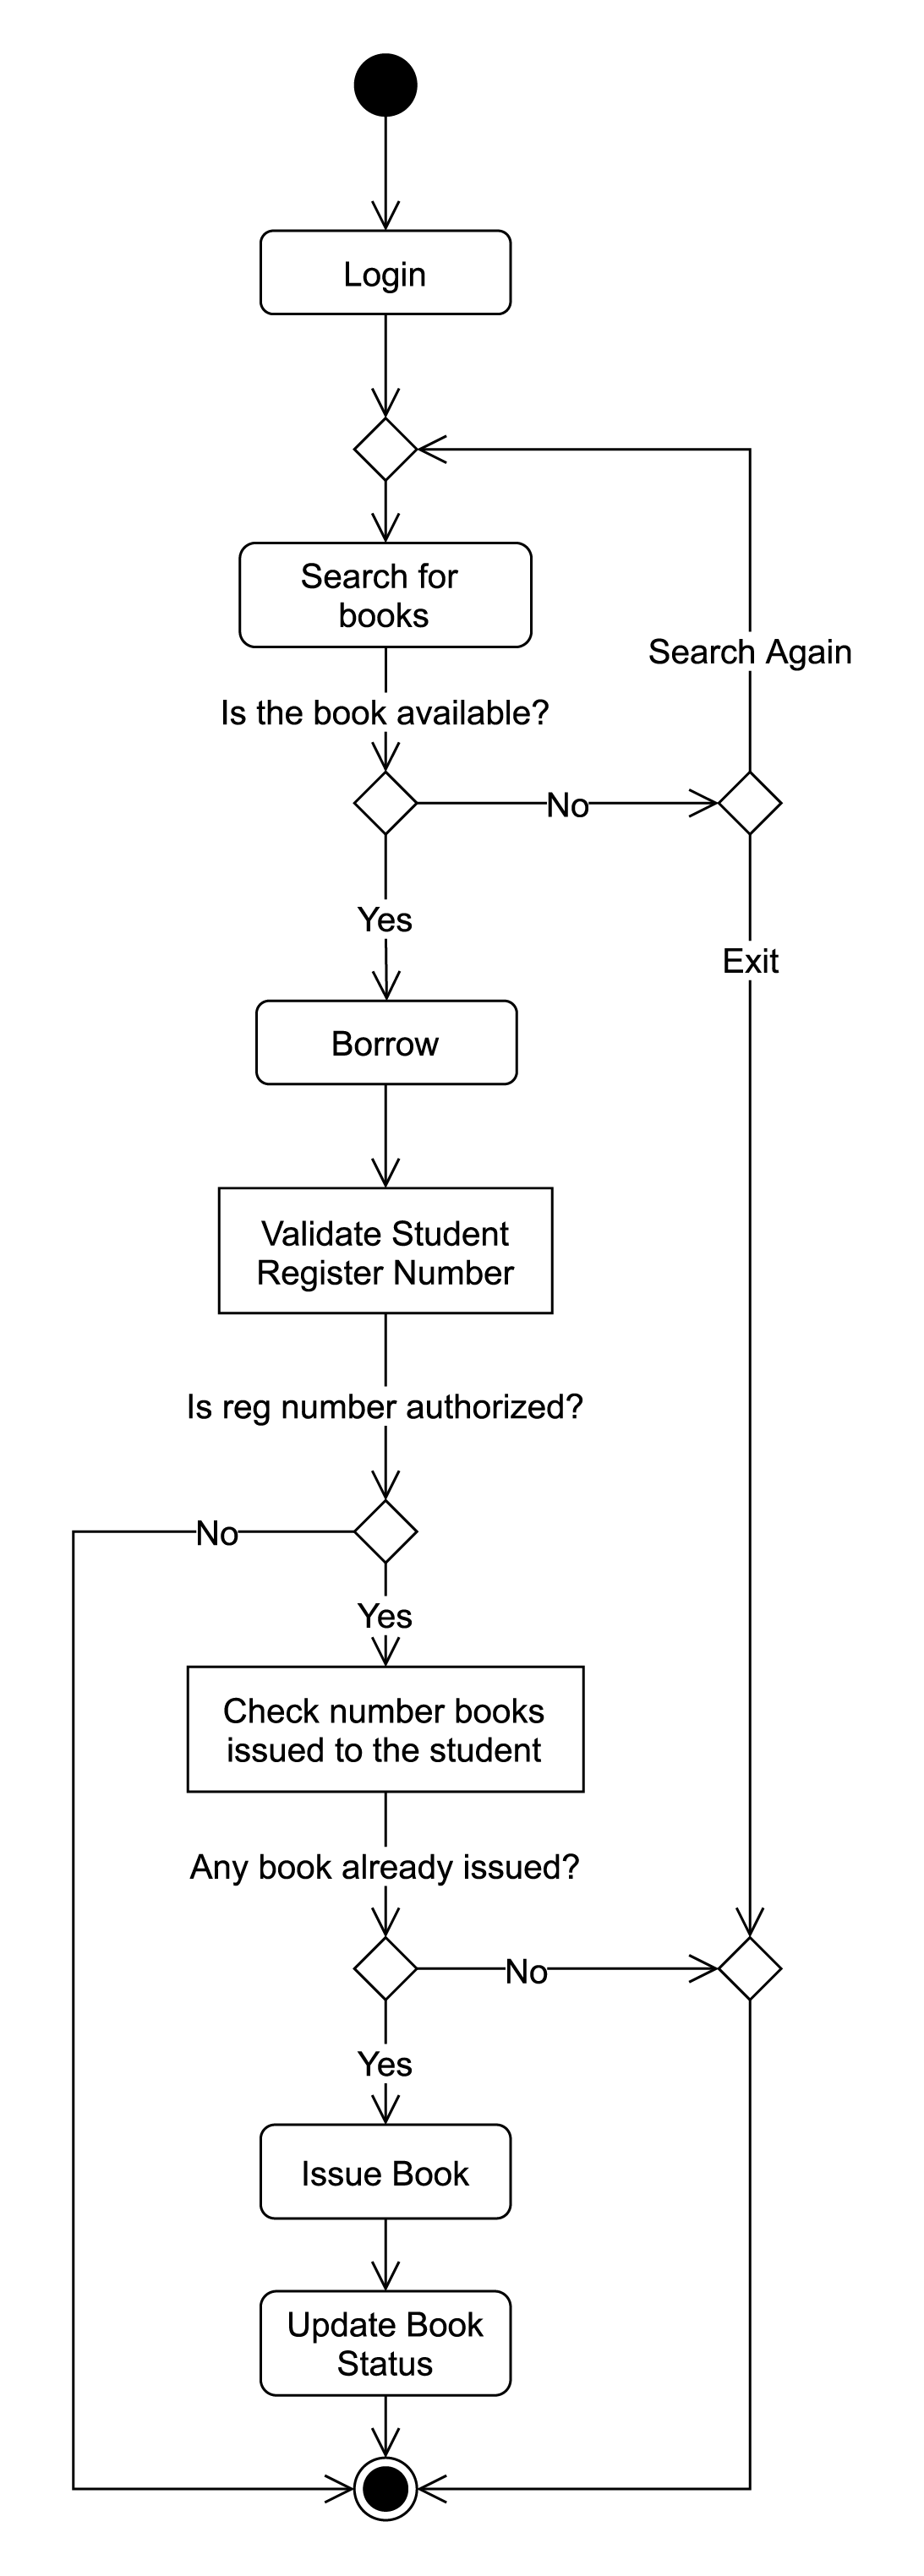 Login
Search for
books
Search Again
Is the book available?
No
Yes
Exit
Borrow
Validate Student
Register Number
Is reg number authorized?
No
Yes
Check number books
issued to the student
Any book already issued?
No
Yes
Issue Book
Update Book
Status